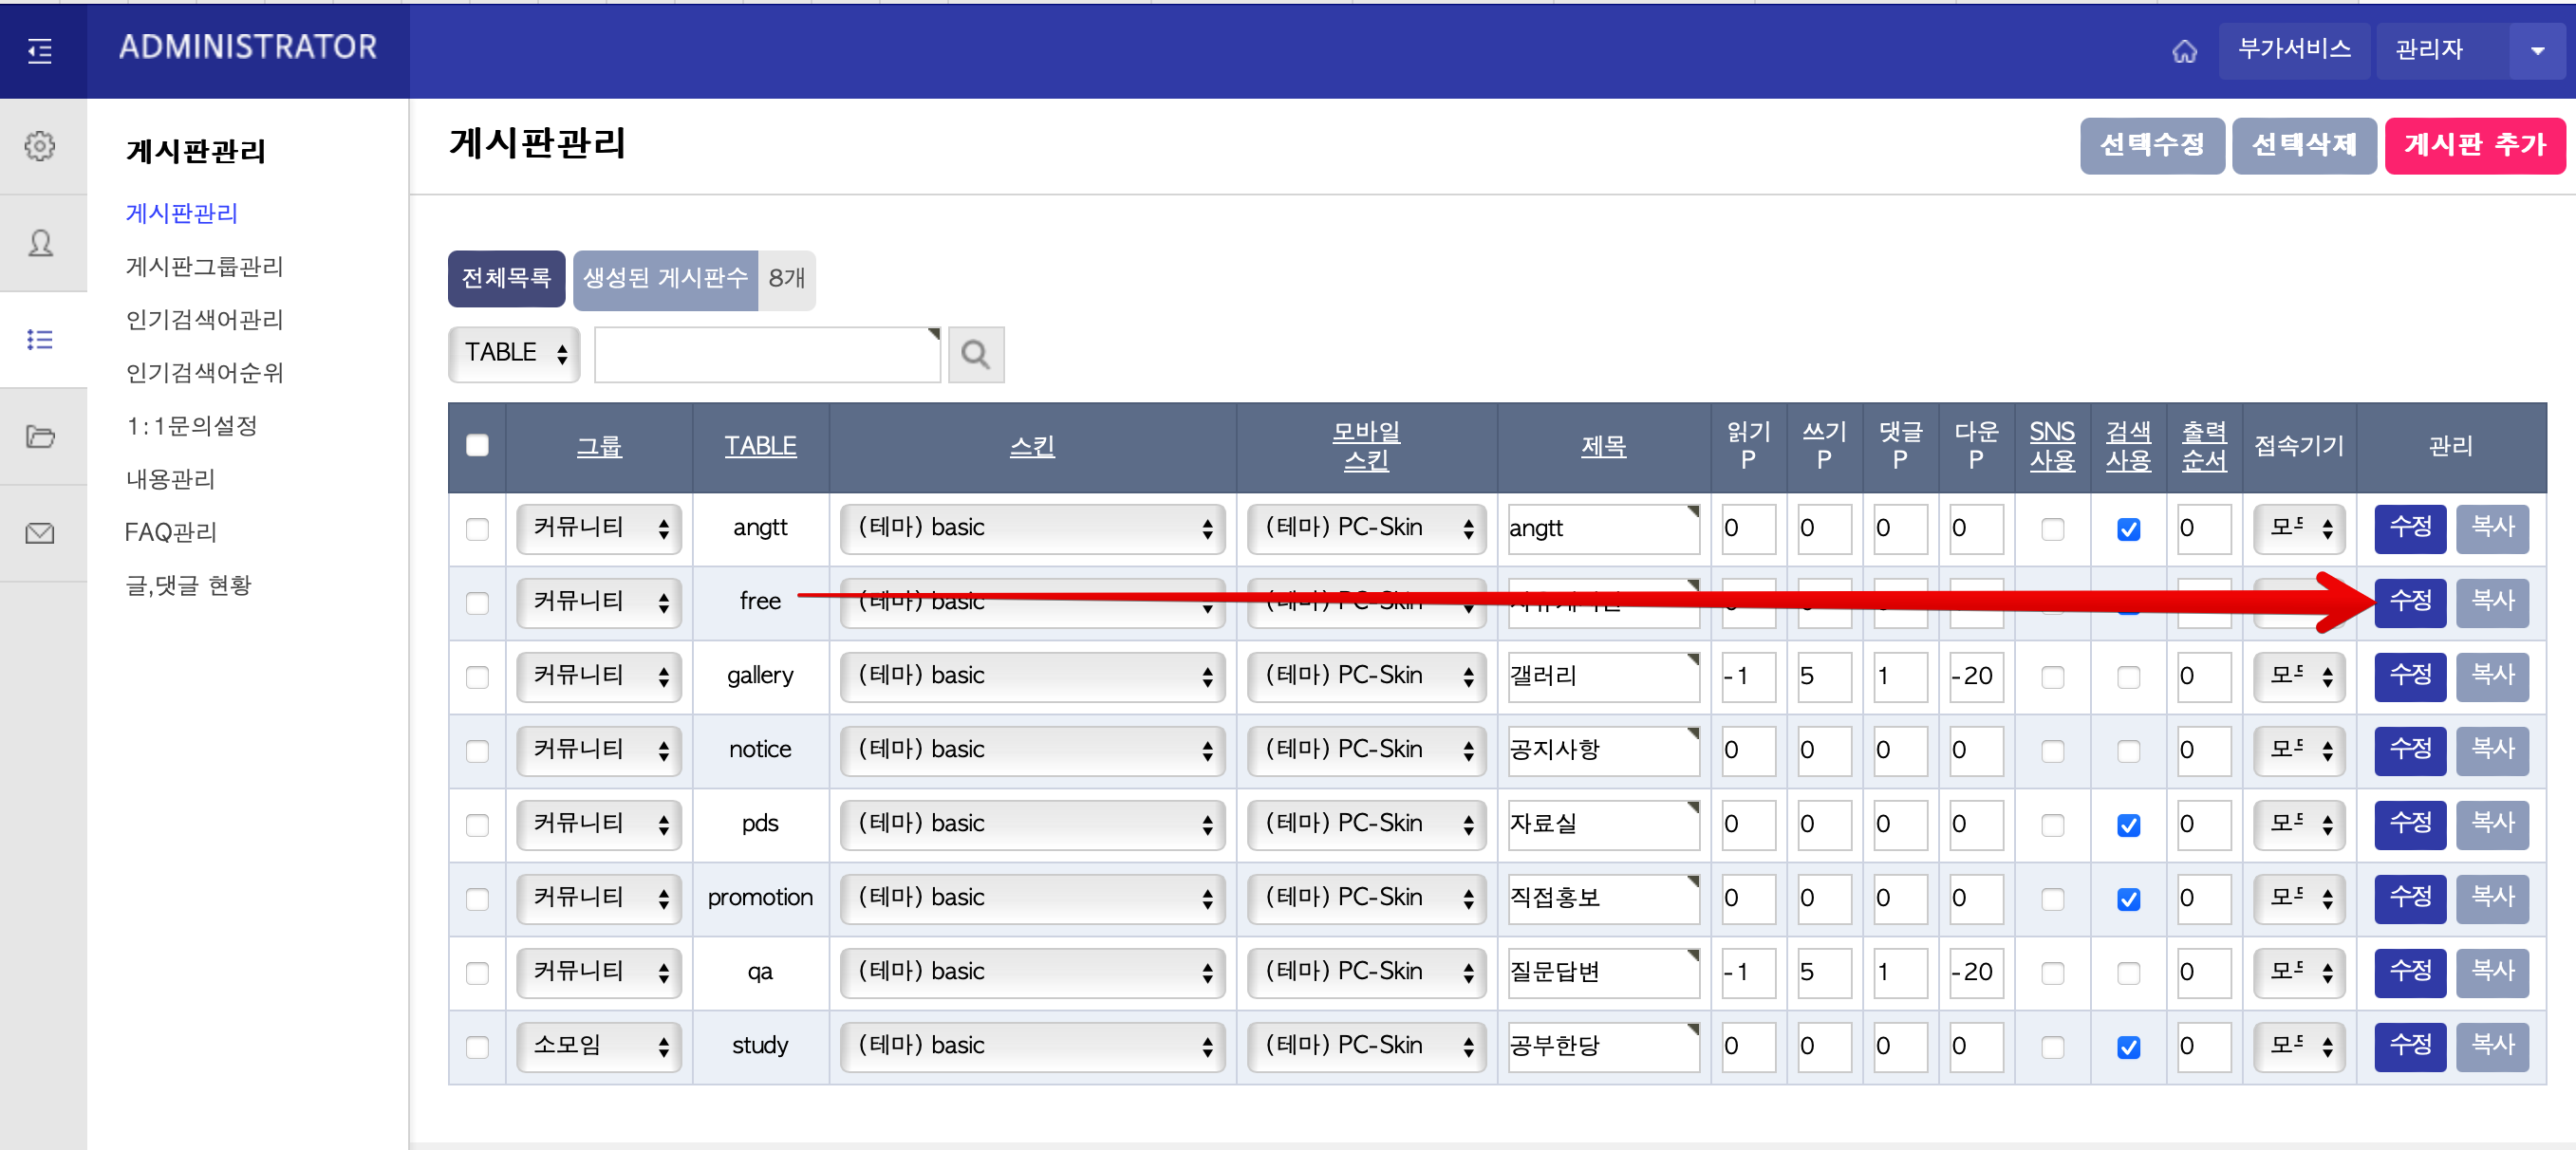 ADMINISTRATOR
부가서비스
관리자
게시판관리
게시판관리
게시판그룹관리
인기검색어관리
인기검색어순위
1:1문의설정
내용관리
FAQ관리
글,댓글 현황
게시판관리
선택수정 선택삭제 게시판 추가
전체목록 생성된 게시판수 8개
TABLE
그룹 TABLE 스킨 모바일 스킨 제목 읽기 P 쓰기 P 댓글 P 다운 P SNS 사용 검색 사용 출력 순서 접속기기 관리
커뮤니티 angtt (테마) basic (테마) PC-Skin angtt 0 0 0 0 0 수정 복사
커뮤니티 free (테마) basic (테마) PC-Skin 수정 복사
커뮤니티 gallery (테마) basic (테마) PC-Skin 갤러리 -1 5 1 -20 0 수정 복사
커뮤니티 notice (테마) basic (테마) PC-Skin 공지사항 0 0 0 0 0 수정 복사
커뮤니티 pds (테마) basic (테마) PC-Skin 자료실 0 0 0 0 0 수정 복사
커뮤니티 promotion (테마) basic (테마) PC-Skin 직접홍보 0 0 0 0 0 수정 복사
커뮤니티 qa (테마) basic (테마) PC-Skin 질문답변 -1 5 1 -20 0 수정 복사
소모임 study (테마) basic (테마) PC-Skin 공부한당 0 0 0 0 0 수정 복사